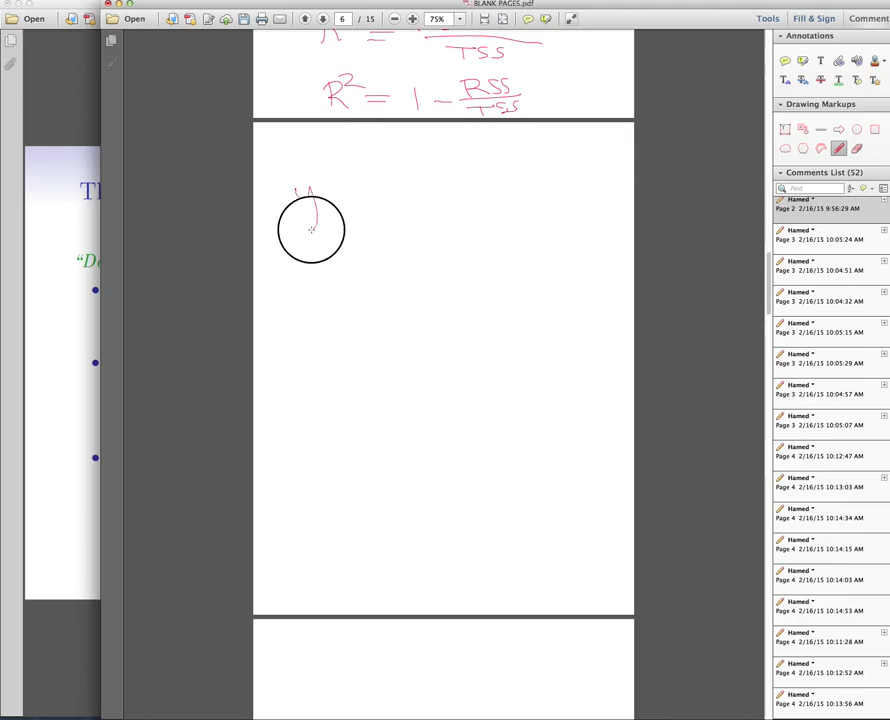 BLANK PAGES.pdf
Open
Open
6 / 15
75%
Tools
Fill & Sign
Comment
Annotations
T
Drawing Markups
Comments List (52)
Find
Hamed
Page 2 2/16/15 9:56:29 AM
Hamed
Page 3 2/16/15 10:05:24 AM
Hamed
Page 3 2/16/15 10:04:51 AM
Hamed
Page 3 2/16/15 10:04:32 AM
Hamed
Page 3 2/16/15 10:05:15 AM
Hamed
Page 3 2/16/15 10:05:29 AM
Hamed
Page 3 2/16/15 10:04:57 AM
Hamed
Page 3 2/16/15 10:05:07 AM
Hamed
Page 4 2/16/15 10:12:47 AM
Hamed
Page 4 2/16/15 10:13:03 AM
Hamed
Page 4 2/16/15 10:14:34 AM
Hamed
Page 4 2/16/15 10:14:15 AM
Hamed
Page 4 2/16/15 10:14:03 AM
Hamed
Page 4 2/16/15 10:14:53 AM
Hamed
Page 4 2/16/15 10:11:28 AM
Hamed
Page 4 2/16/15 10:12:52 AM
Hamed
Page 4 2/16/15 10:13:56 AM
TSS
R² = 1 - RSS/TSS